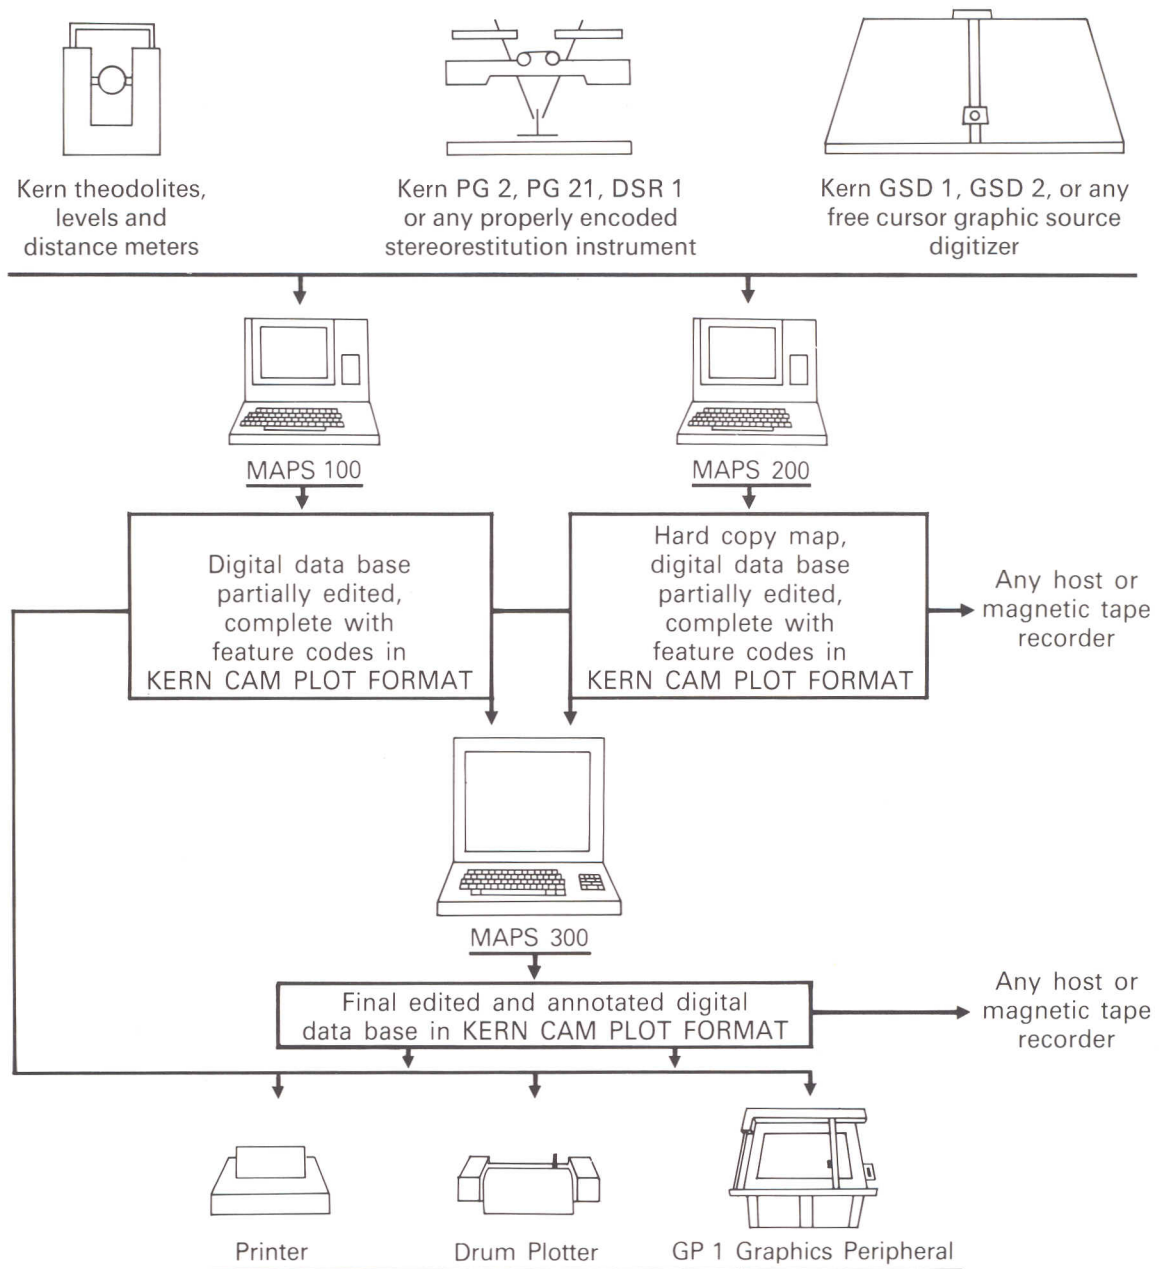 Kern theodolites,
levels and
distance meters
Kern PG 2, PG 21, DSR 1
or any properly encoded
stereorestitution instrument
Kern GSD 1, GSD 2, or any
free cursor graphic source
digitizer
MAPS 100
MAPS 200
Digital data base
partially edited,
complete with
feature codes in
KERN CAM PLOT FORMAT
Hard copy map,
digital data base
partially edited,
complete with
feature codes in
KERN CAM PLOT FORMAT
Any host or
magnetic tape
recorder
MAPS 300
Final edited and annotated digital
data base in KERN CAM PLOT FORMAT
Any host or
magnetic tape
recorder
Printer
Drum Plotter
GP 1 Graphics Peripheral